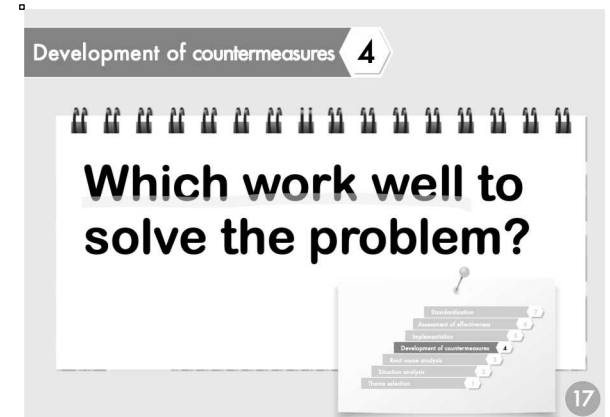 Development of countermeasures 4
Which work well to
solve the problem?
Standardization 7
Assessment of effectiveness 6
Implementation 5
Development of countermeasures 4
Root cause analysis 3
Situation analysis 2
Theme selection 1
17